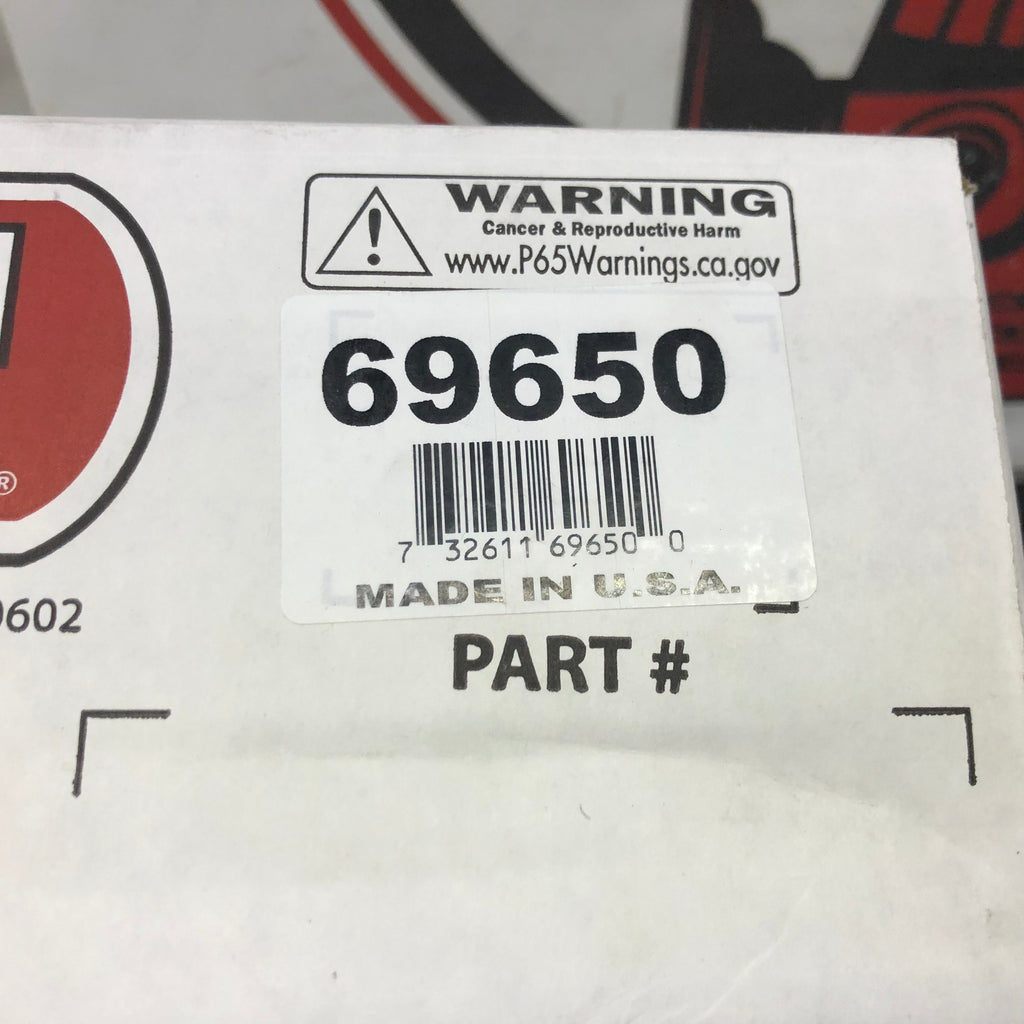 WARNING
Cancer & Reproductive Harm
www.P65Warnings.ca.gov
69650
7 32611 69650 0
MADE IN U.S.A.
®
0602
PART #